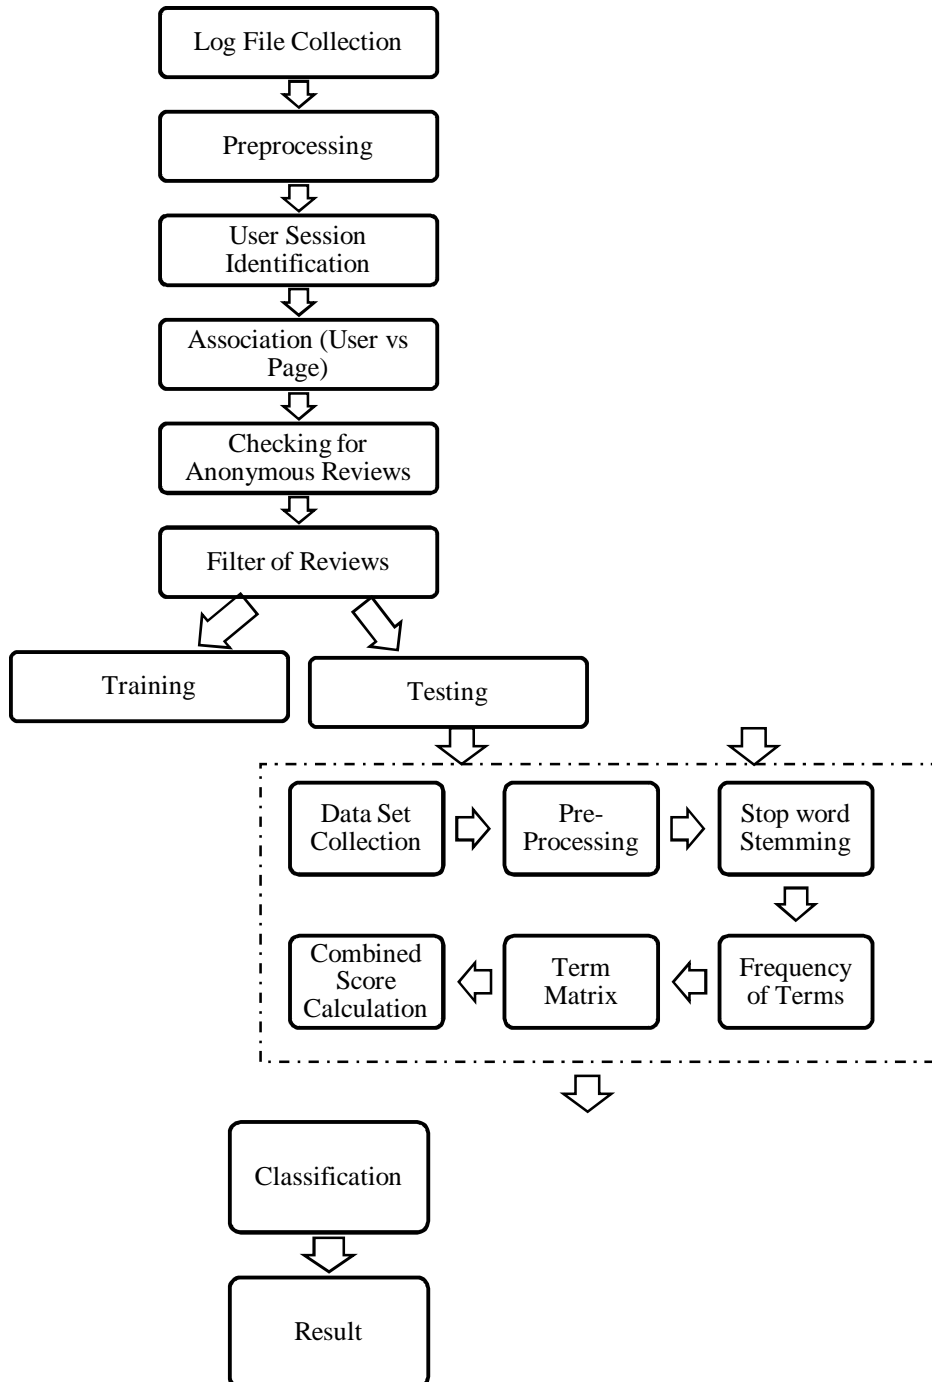 Log File Collection
Preprocessing
User Session
Identification
Association (User vs
Page)
Checking for
Anonymous Reviews
Filter of Reviews
Training
Testing
Data Set
Collection
Pre-
Processing
Stop word
Stemming
Combined
Score
Calculation
Term
Matrix
Frequency
of Terms
Classification
Result